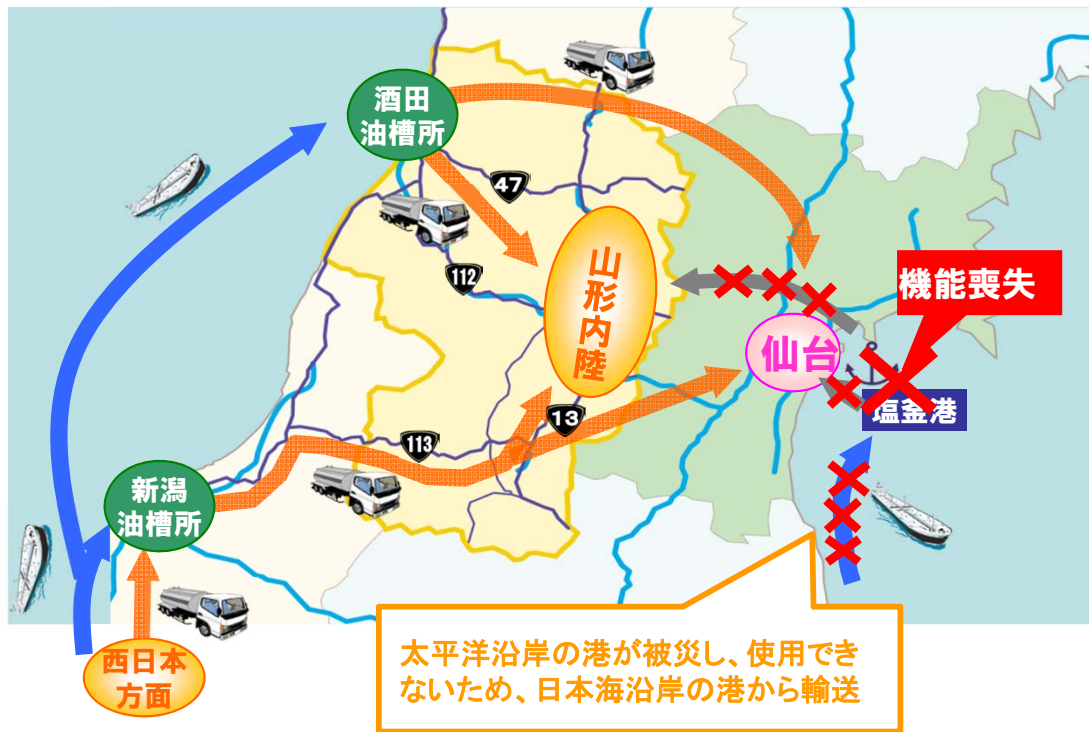 酒田
油槽所
47
112
山形内陸
機能喪失
仙台
塩釜港
13
113
新潟
油槽所
西日本
方面
太平洋沿岸の港が被災し、使用でき
ないため、日本海沿岸の港から輸送